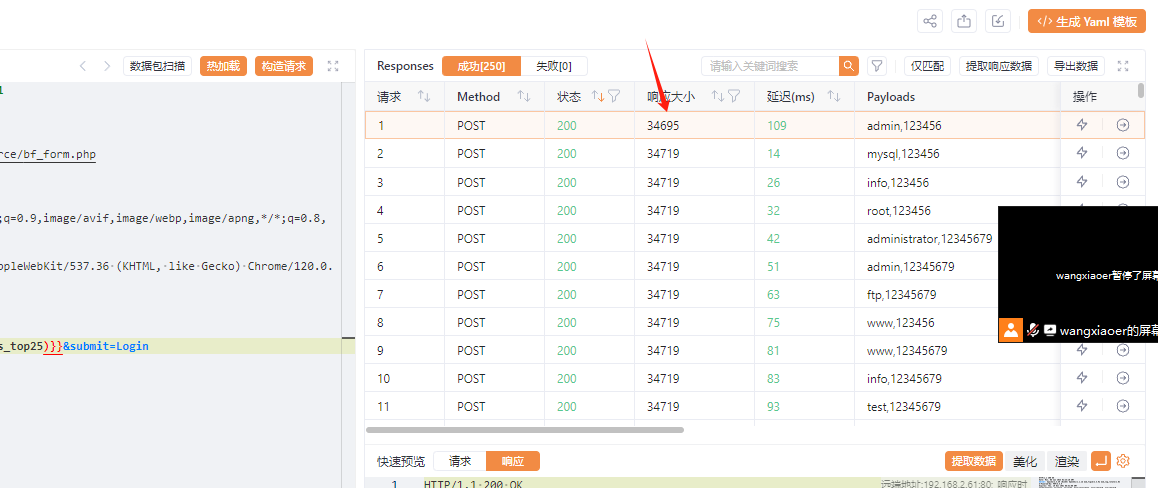 </> 生成 Yaml 模板
数据包扫描 热加载 构造请求
Responses 成功[250] 失败[0] 请输入关键词搜索 仅匹配 提取响应数据 导出数据
1
rce/bf_form.php
;q=0.9,image/avif,image/webp,image/apng,*/*;q=0.8,
ppleWebKit/537.36 (KHTML, like Gecko) Chrome/120.0.
s_top25)}}&submit=Login
请求 Method 状态 响应大小 延迟(ms) Payloads 操作
1 POST 200 34695 109 admin,123456
2 POST 200 34719 14 mysql,123456
3 POST 200 34719 26 info,123456
4 POST 200 34719 32 root,123456
5 POST 200 34719 42 administrator,12345679
6 POST 200 34719 51 admin,12345679
7 POST 200 34719 63 ftp,12345679
8 POST 200 34719 75 www,123456
9 POST 200 34719 81 www,12345679
10 POST 200 34719 83 info,12345679
11 POST 200 34719 93 test,12345679
wangxiaoer暂停了屏幕
wangxiaoer的屏幕
快速预览 请求 响应 提取数据 美化 渲染
1 HTTP/1.1 200 OK
远端地址:192.168.2.61:80; 响应时